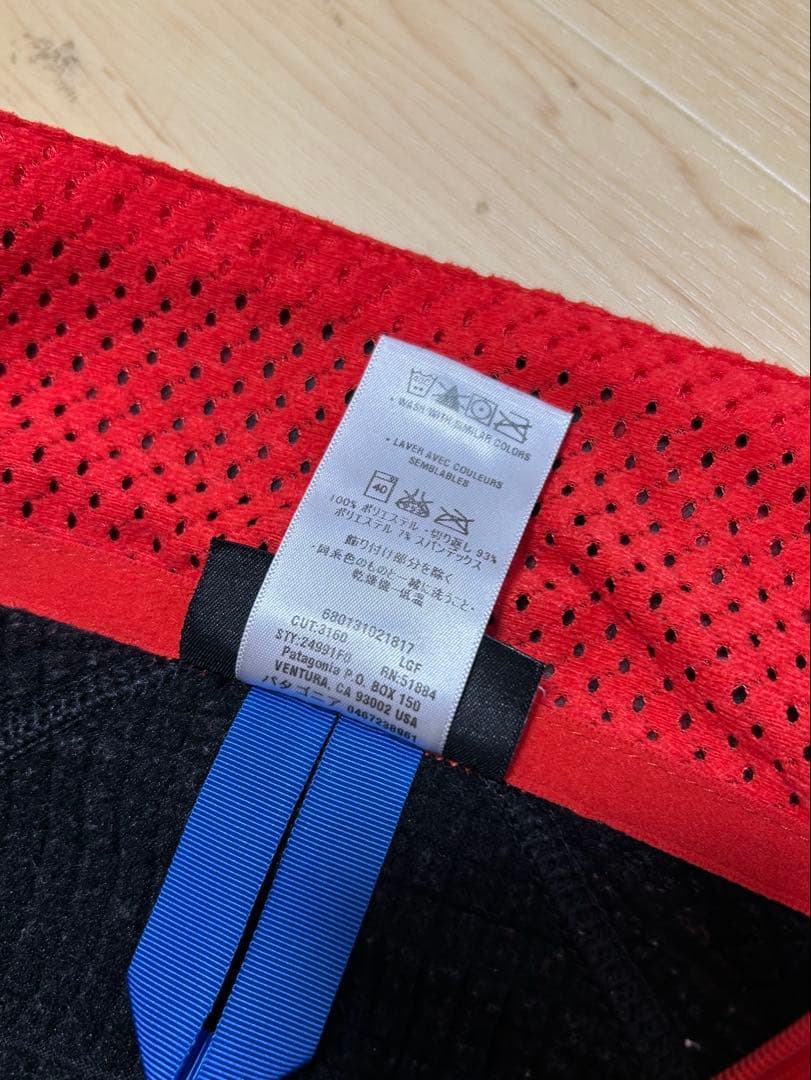 40C
• WASH WITH SIMILAR COLORS
• LAVER AVEC COULEURS
SEMBLABLES
40
100% ポリエステル・切り返し 93%
ポリエステル 7% スパンデックス
飾り付け部分を除く
・同系色のものと一緒に洗うこと・
乾燥機-低温
680131021817
CUT:3160 LGF
STY:24991F0 RN:51884
Patagonia P.O. BOX 150
VENTURA, CA 93002 USA
パタゴニア 0467238961